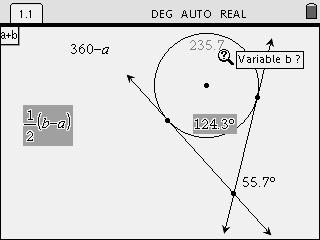 1.1 DEG AUTO REAL
a+b
360−a
235.7
Variable b ?
1/2(b−a)
124.3°
55.7°